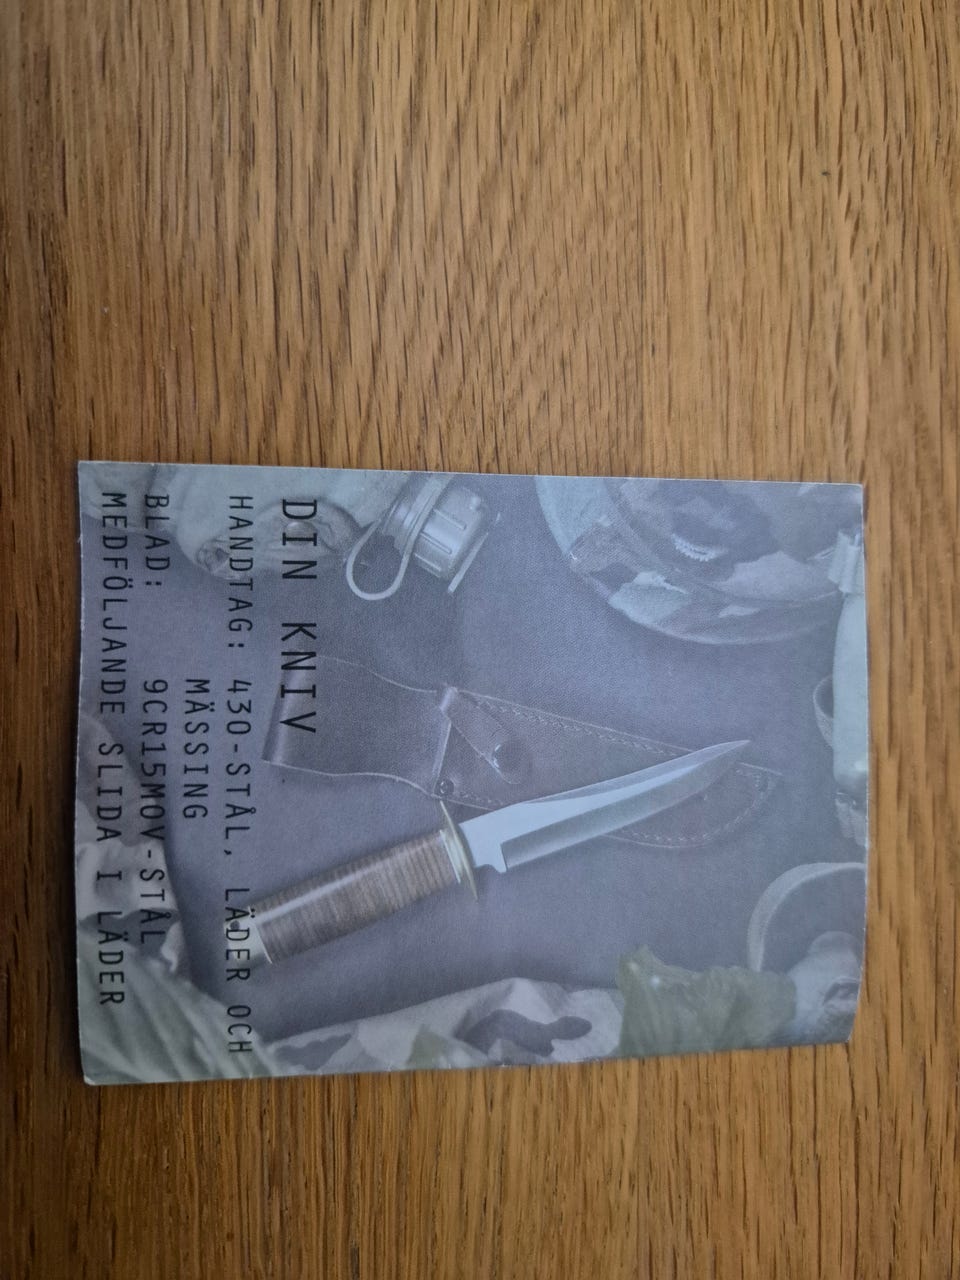 DIN KNIV
HANDTAG: 430-STÅL, LÄDER OCH
MÄSSING
BLAD: 9CR15MOV-STÅL
MEDFÖLJANDE SLIDA I LÄDER